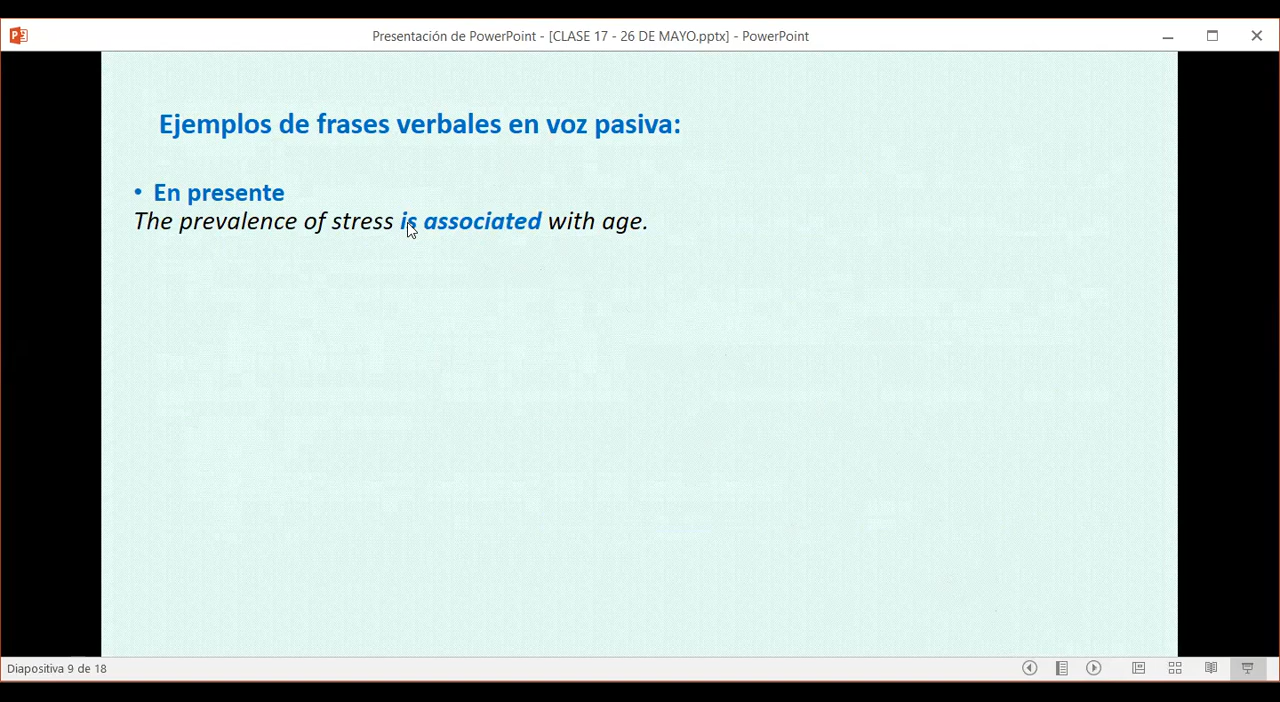 Presentación de PowerPoint - [CLASE 17 - 26 DE MAYO.pptx] - PowerPoint
Ejemplos de frases verbales en voz pasiva:
• En presente
The prevalence of stress is associated with age.
Diapositiva 9 de 18